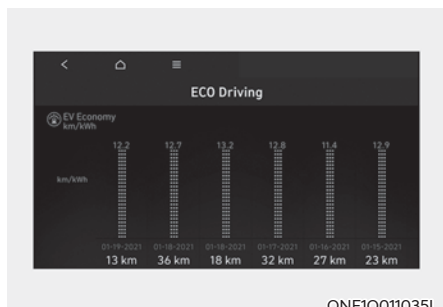 ECO Driving
EV Economy
km/kWh
12.2 12.7 13.2 12.8 11.4 12.9
km/kWh
01-19-2021 01-18-2021 01-18-2021 01-17-2021 01-16-2021 01-15-2021
13 km 36 km 18 km 32 km 27 km 23 km
ONE1Q011035L